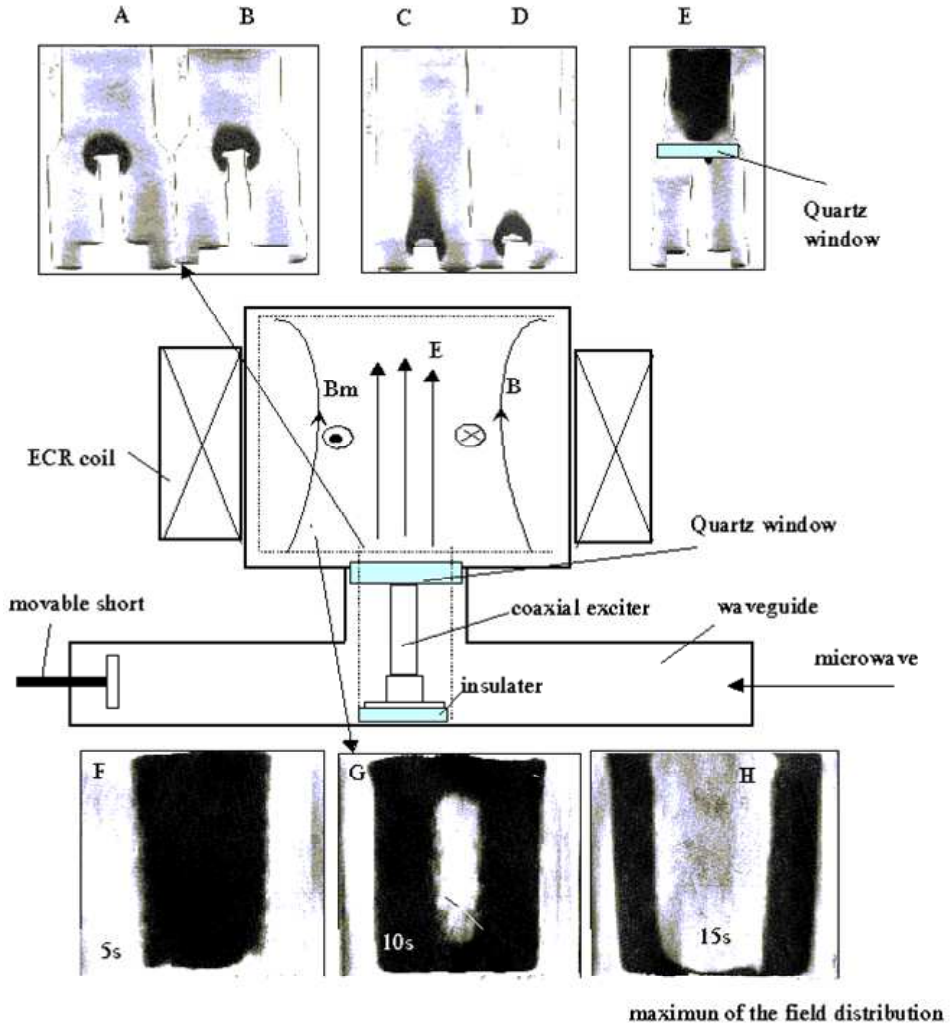 A B C D E
Quartz
window
E
Bm
B
ECR coil
Quartz window
movable short
coaxial exciter
waveguide
microwave
insulater
F
G
H
5s
10s
15s
maximun of the field distribution